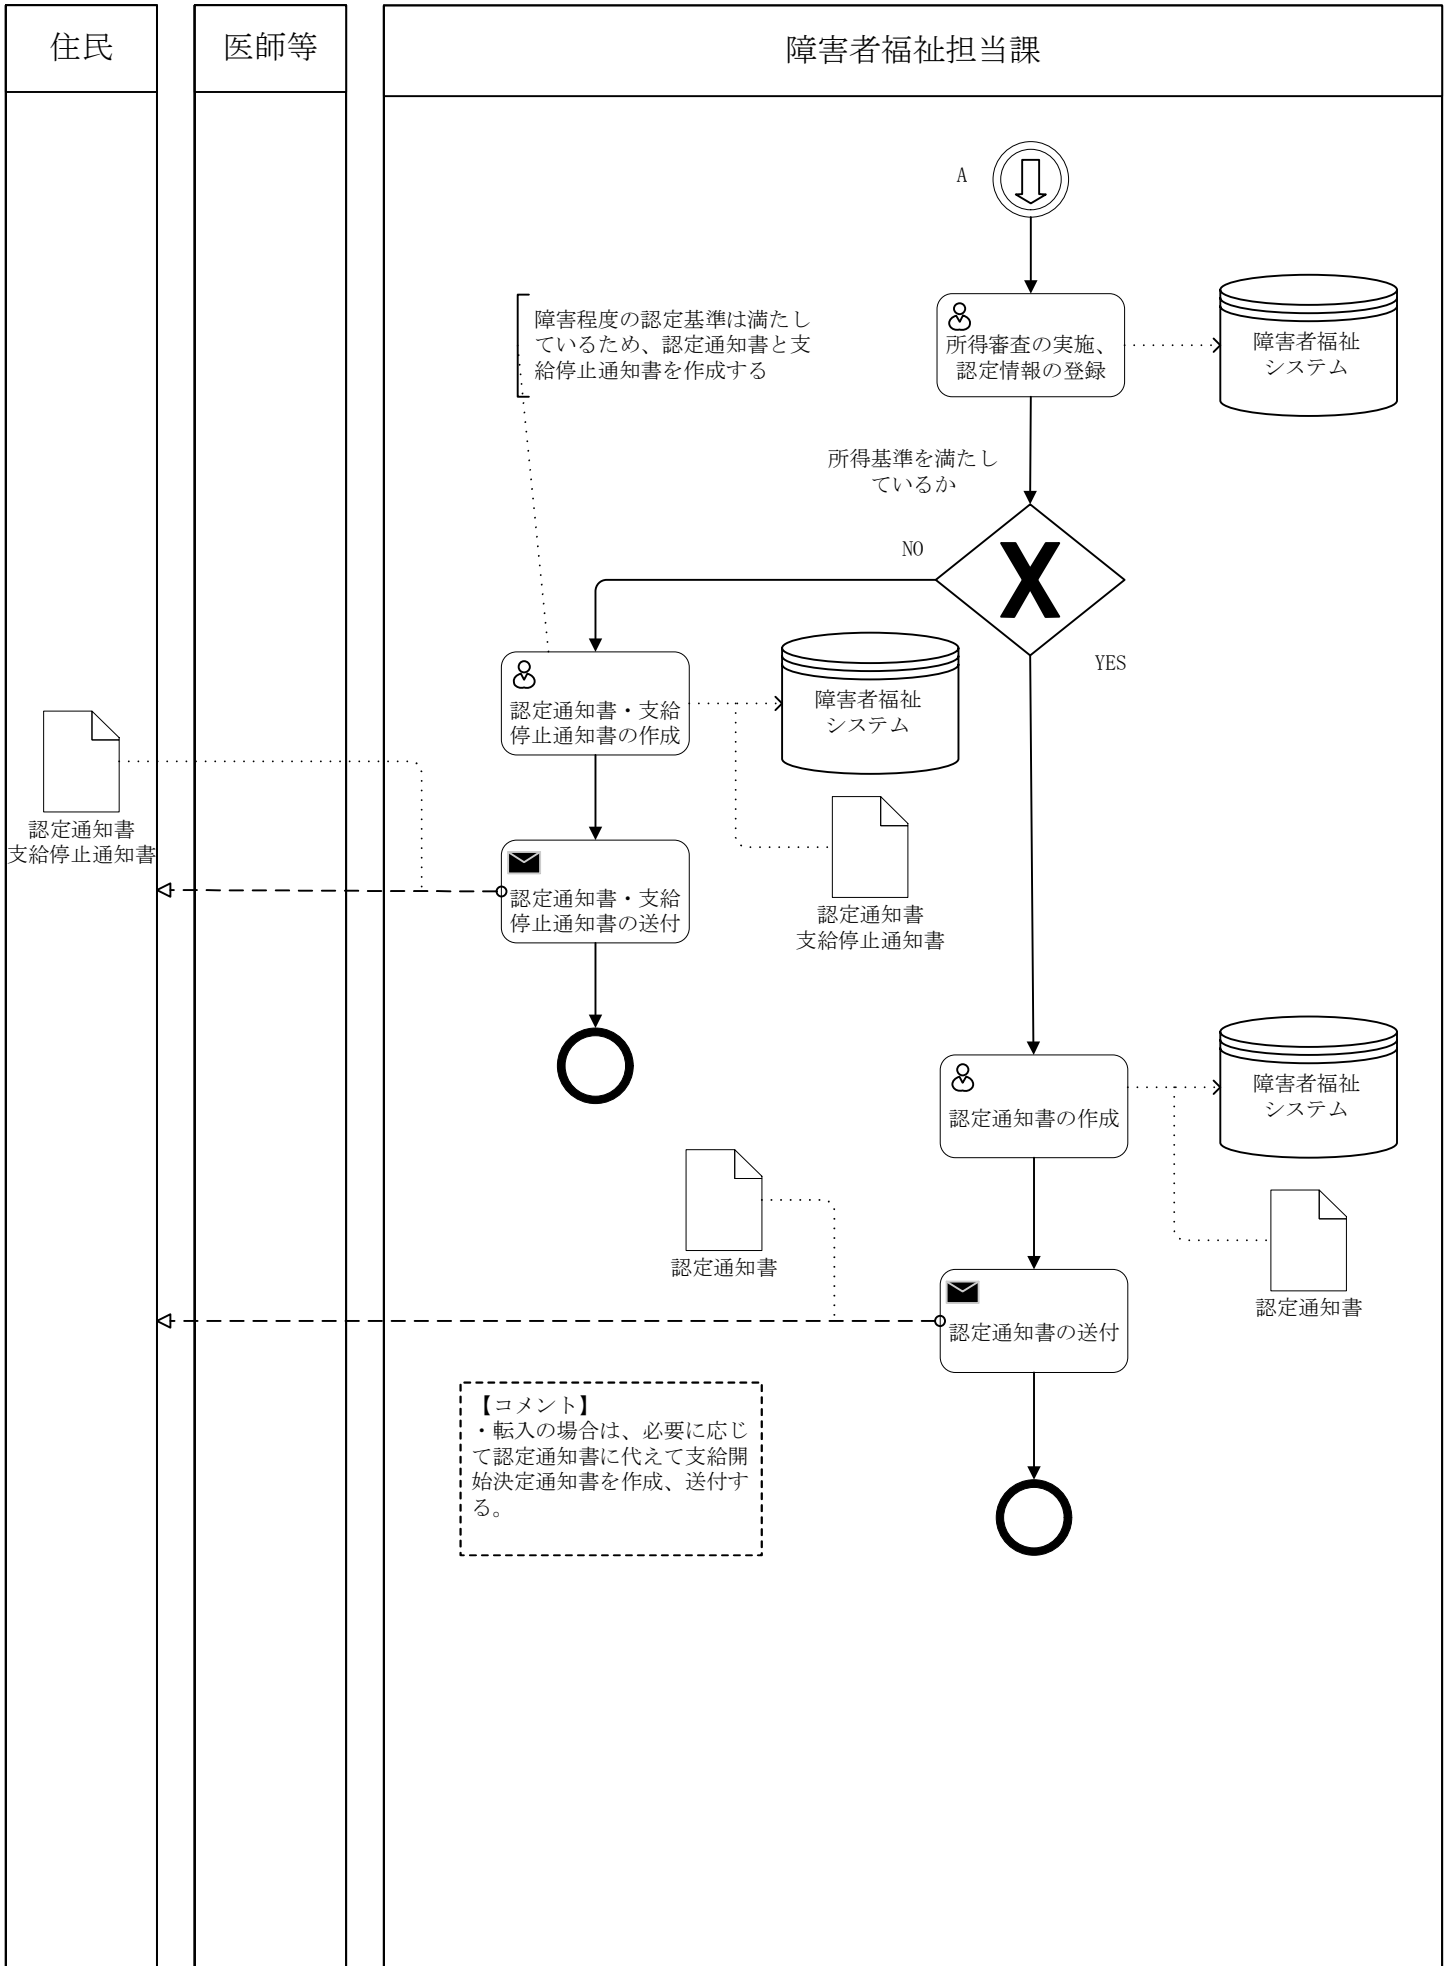 住民
医師等
障害者福祉担当課
A
障害程度の認定基準は満たし
ているため、認定通知書と支
給停止通知書を作成する
所得審査の実施、
認定情報の登録
障害者福祉
システム
所得基準を満たし
ているか
NO
YES
認定通知書・支給
停止通知書の作成
障害者福祉
システム
認定通知書
支給停止通知書
認定通知書・支給
停止通知書の送付
認定通知書
支給停止通知書
認定通知書の作成
障害者福祉
システム
認定通知書
認定通知書
認定通知書の送付
【コメント】
・転入の場合は、必要に応じ
て認定通知書に代えて支給開
始決定通知書を作成、送付す
る。